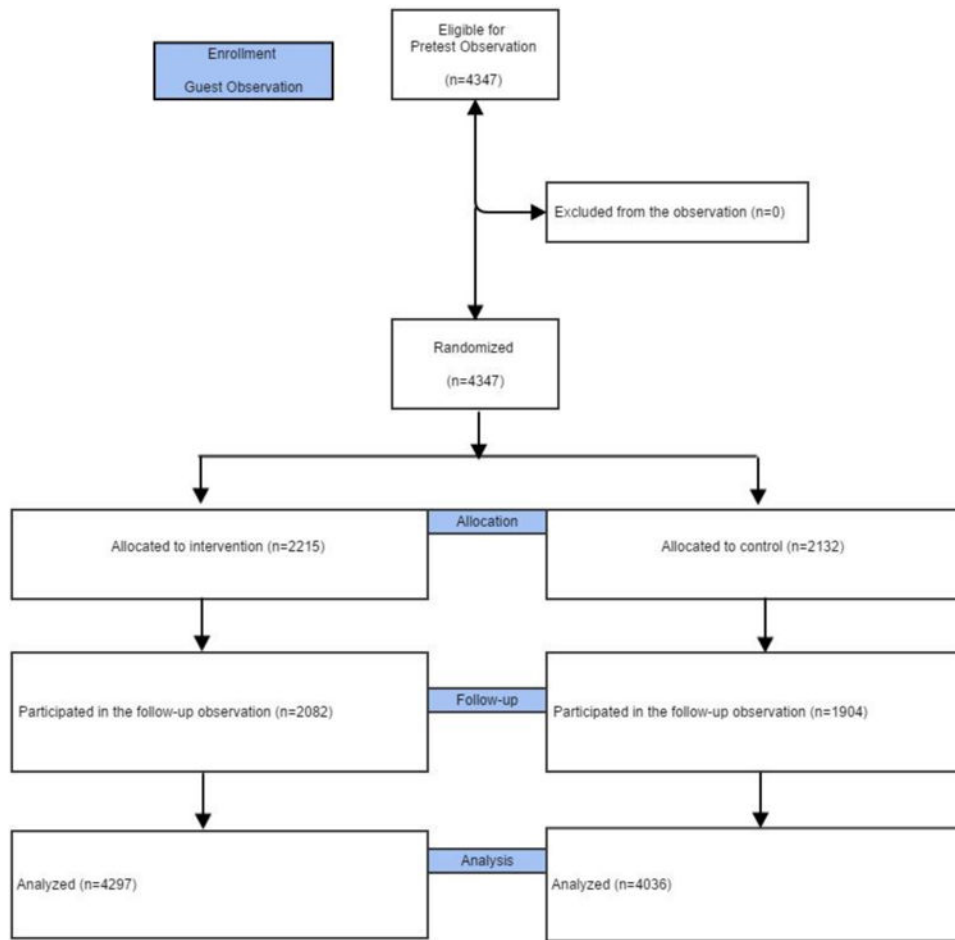 Enrollment
Guest Observation
Eligible for
Pretest Observation
(n=4347)
Excluded from the observation (n=0)
Randomized
(n=4347)
Allocated to intervention (n=2215)
Allocation
Allocated to control (n=2132)
Participated in the follow-up observation (n=2082)
Follow-up
Participated in the follow-up observation (n=1904)
Analyzed (n=4297)
Analysis
Analyzed (n=4036)